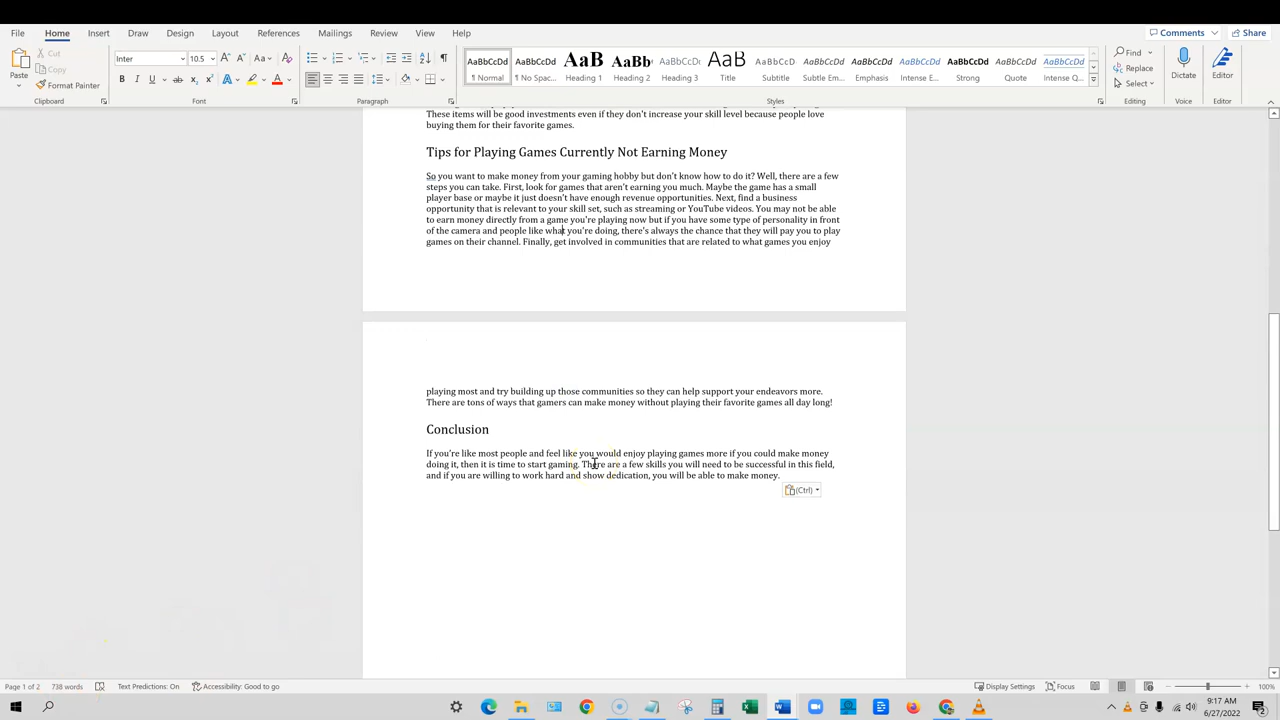 File Home Insert Draw Design Layout References Mailings Review View Help Comments Share
Paste Cut Copy Format Painter
Inter 10.5
AaBbCcDd AaBbCcDd AaB AaBb AaBbCcDd AaB AaBbCcD AaBbCcDd AaBbCcDd AaBbCcDd AaBbCcDd AaBbCcDd AaBbCcDd
¶ Normal ¶ No Spac... Heading 1 Heading 2 Heading 3 Title Subtitle Subtle Em... Emphasis Intense E... Strong Quote Intense Q...
Find Replace Select Dictate Editor
Clipboard Font Paragraph Styles Editing Voice Editor
These items will be good investments even if they don't increase your skill level because people love
buying them for their favorite games.
Tips for Playing Games Currently Not Earning Money
So you want to make money from your gaming hobby but don't know how to do it? Well, there are a few
steps you can take. First, look for games that aren't earning you much. Maybe the game has a small
player base or maybe it just doesn't have enough revenue opportunities. Next, find a business
opportunity that is relevant to your skill set, such as streaming or YouTube videos. You may not be able
to earn money directly from a game you're playing now but if you have some type of personality in front
of the camera and people like what you're doing, there's always the chance that they will pay you to play
games on their channel. Finally, get involved in communities that are related to what games you enjoy
playing most and try building up those communities so they can help support your endeavors more.
There are tons of ways that gamers can make money without playing their favorite games all day long!
Conclusion
If you're like most people and feel like you would enjoy playing games more if you could make money
doing it, then it is time to start gaming. There are a few skills you will need to be successful in this field,
and if you are willing to work hard and show dedication, you will be able to make money.
(Ctrl)
Page 1 of 2 738 words Text Predictions: On Accessibility: Good to go Display Settings Focus 100%
9:17 AM
6/27/2022